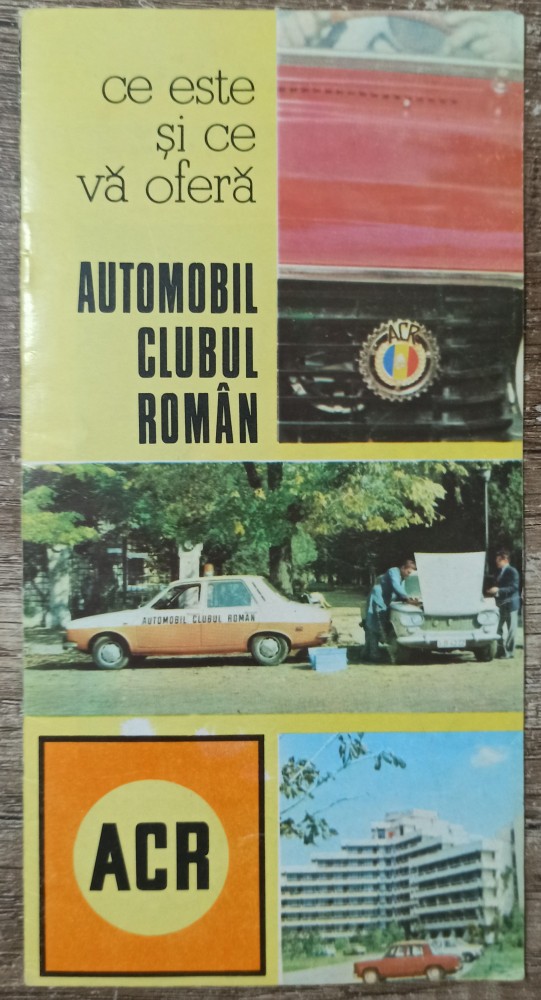 ce este
și ce
vă oferă
AUTOMOBIL
CLUBUL
ROMÂN
ACR
AUTOMOBIL CLUBUL ROMÂN
ACR